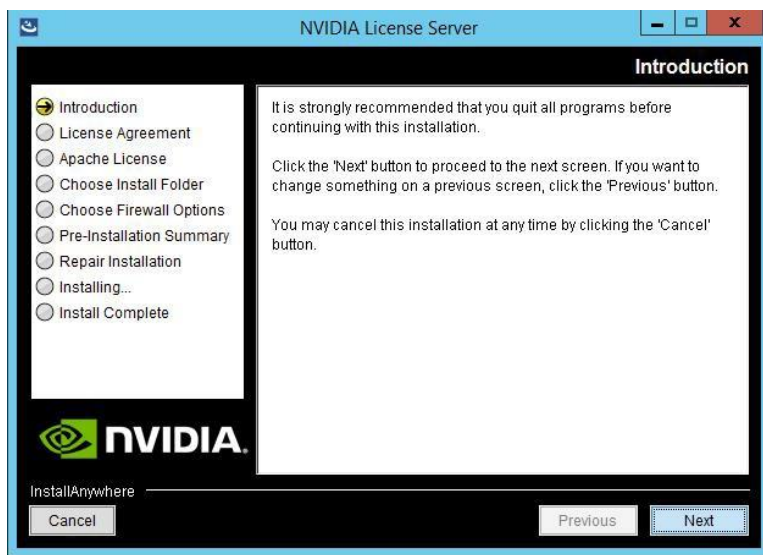 NVIDIA License Server
Introduction
Introduction
License Agreement
Apache License
Choose Install Folder
Choose Firewall Options
Pre-Installation Summary
Repair Installation
Installing...
Install Complete
It is strongly recommended that you quit all programs before
continuing with this installation.
Click the 'Next' button to proceed to the next screen. If you want to
change something on a previous screen, click the 'Previous' button.
You may cancel this installation at any time by clicking the 'Cancel'
button.
NVIDIA.
InstallAnywhere
Cancel
Previous
Next